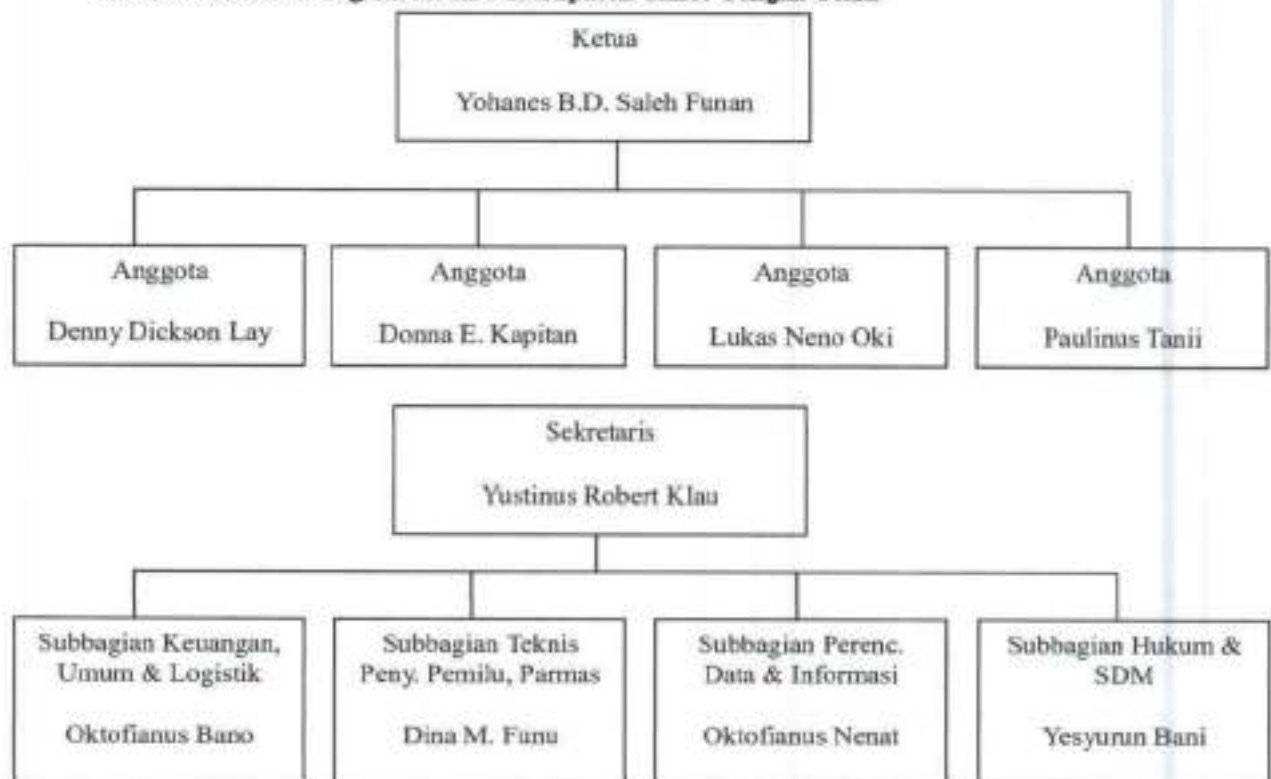 Ketua
Yohanes B.D. Saleh Funan
Anggota
Denny Dickson Lay
Anggota
Donna E. Kapitan
Anggota
Lukas Neno Oki
Anggota
Paulinus Tanii
Sekretaris
Yustinus Robert Klau
Subbagian Keuangan,
Umum & Logistik
Oktofianus Bano
Subbagian Teknis
Peny. Pemilu, Parmas
Dina M. Funu
Subbagian Perenc.
Data & Informasi
Oktofianus Nenat
Subbagian Hukum &
SDM
Yesyurun Bani